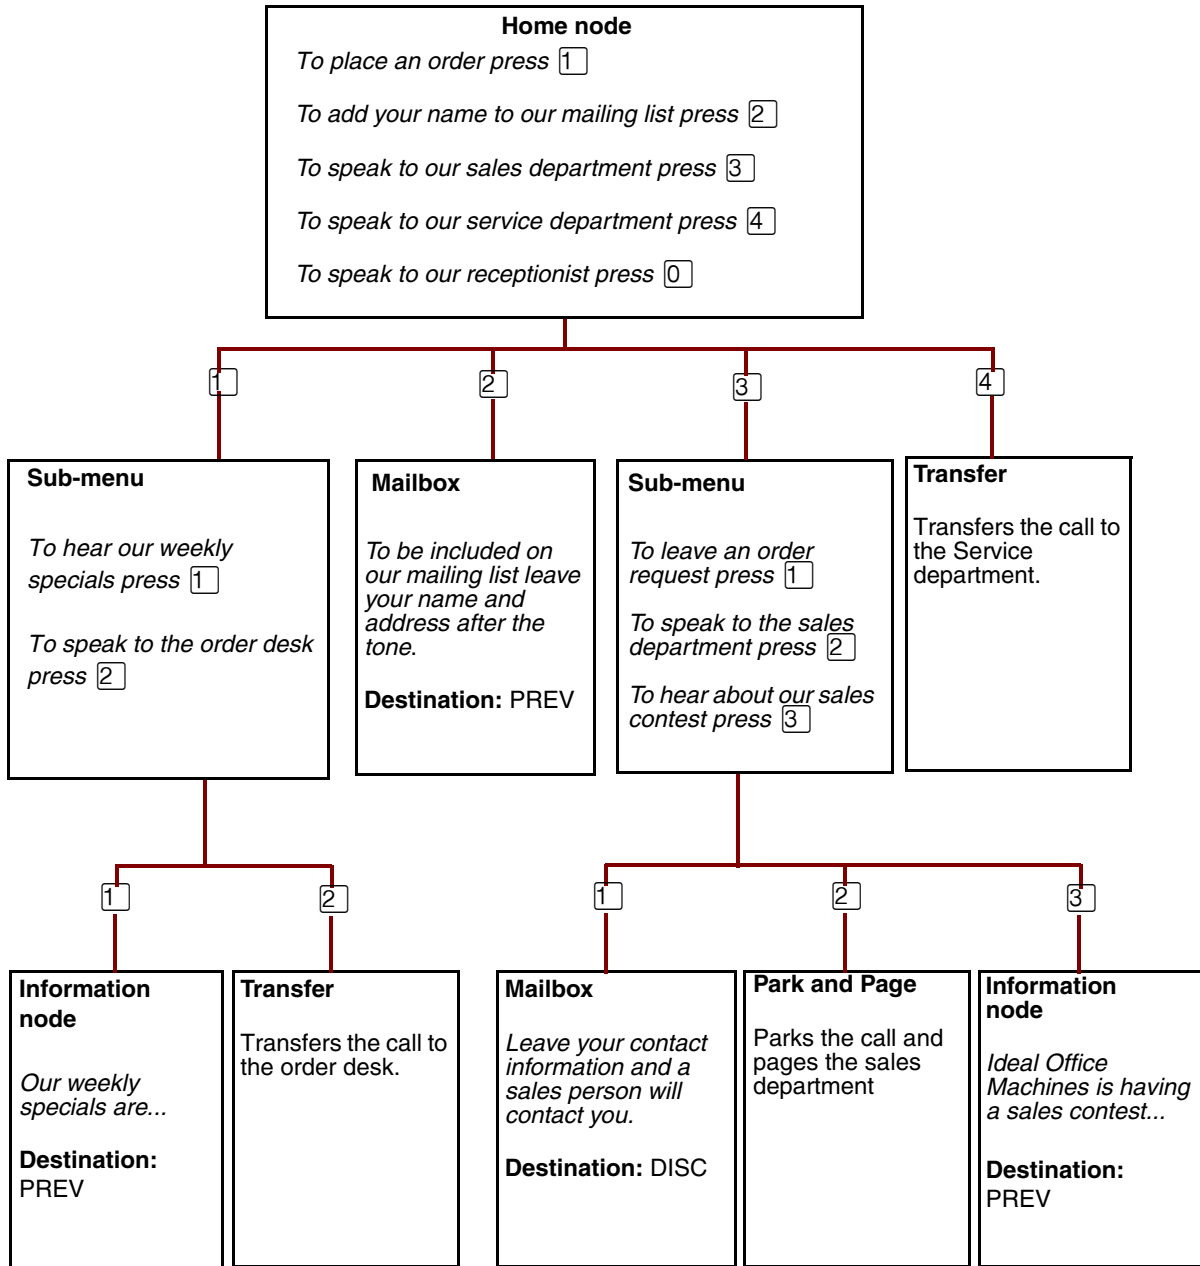 Home node
To place an order press 1
To add your name to our mailing list press 2
To speak to our sales department press 3
To speak to our service department press 4
To speak to our receptionist press 0
1
2
3
4
Sub-menu
To hear our weekly
specials press 1
To speak to the order desk
press 2
Mailbox
To be included on
our mailing list leave
your name and
address after the
tone.
Destination: PREV
Sub-menu
To leave an order
request press 1
To speak to the sales
department press 2
To hear about our sales
contest press 3
Transfer
Transfers the call to
the Service
department.
1
2
1
2
3
Information
node
Our weekly
specials are...
Destination:
PREV
Transfer
Transfers the call to
the order desk.
Mailbox
Leave your contact
information and a
sales person will
contact you.
Destination: DISC
Park and Page
Parks the call and
pages the sales
department
Information
node
Ideal Office
Machines is having
a sales contest...
Destination:
PREV